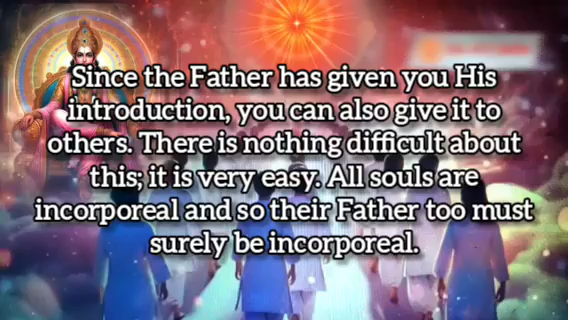 Since the Father has given you His
introduction, you can also give it to
others. There is nothing difficult about
this; it is very easy. All souls are
incorporeal and so their Father too must
surely be incorporeal.